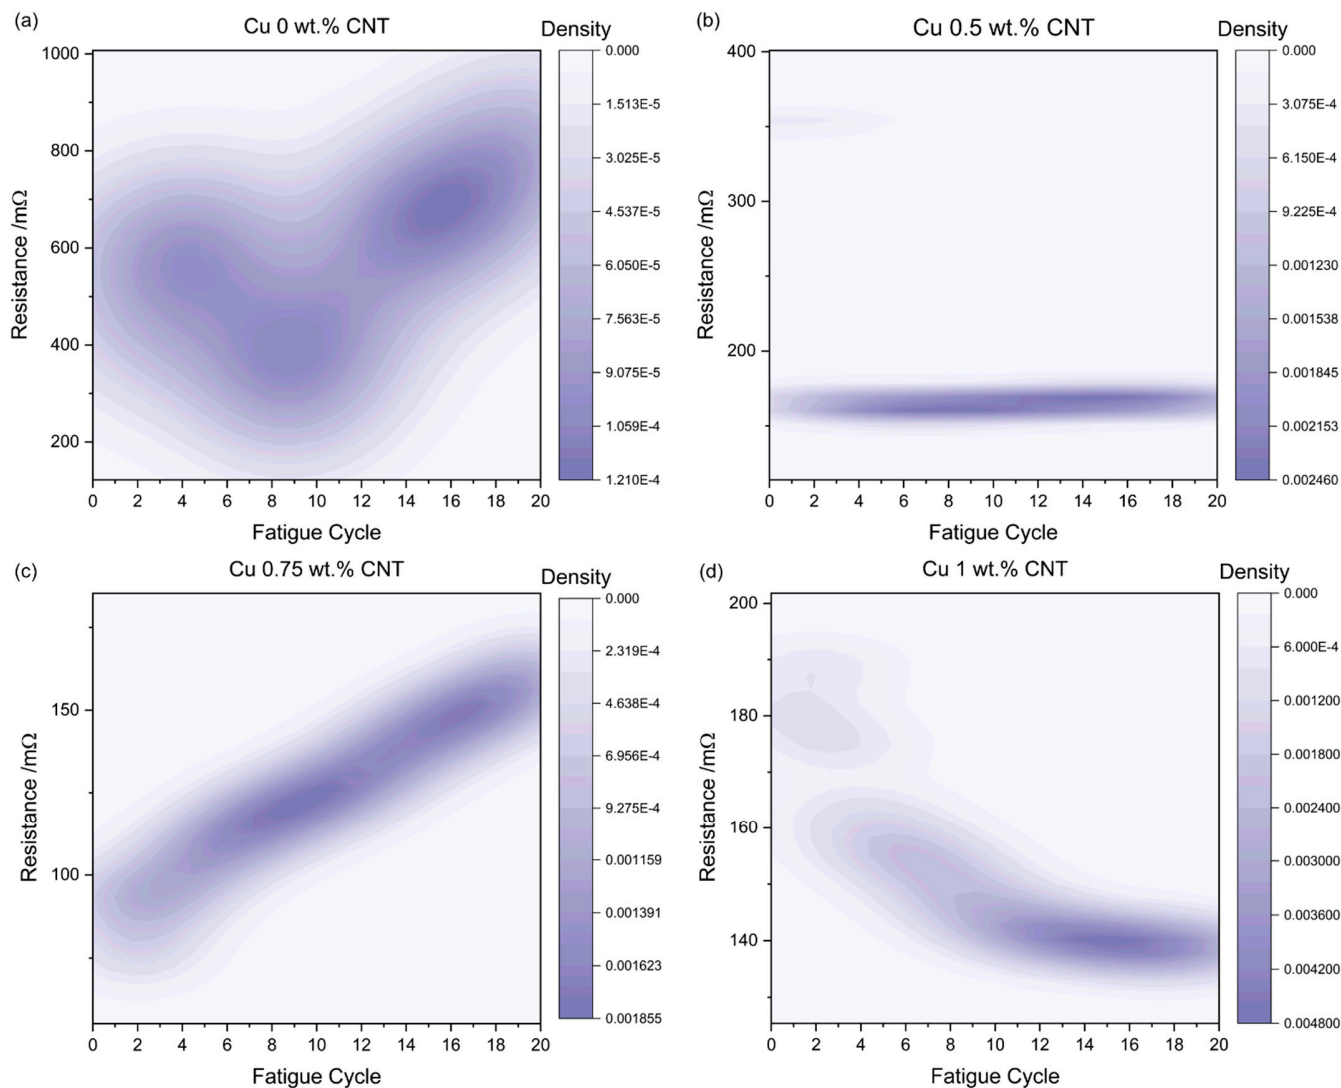 (a)
Cu 0 wt.% CNT
Density
1000
800
600
400
200
Resistance /mΩ
0 2 4 6 8 10 12 14 16 18 20
Fatigue Cycle
0.000
1.513E-5
3.025E-5
4.537E-5
6.050E-5
7.563E-5
9.075E-5
1.059E-4
1.210E-4
(b)
Cu 0.5 wt.% CNT
Density
400
300
200
Resistance /mΩ
0 2 4 6 8 10 12 14 16 18 20
Fatigue Cycle
0.000
3.075E-4
6.150E-4
9.225E-4
0.001230
0.001538
0.001845
0.002153
0.002460
(c)
Cu 0.75 wt.% CNT
Density
150
100
Resistance /mΩ
0 2 4 6 8 10 12 14 16 18 20
Fatigue Cycle
0.000
2.319E-4
4.638E-4
6.956E-4
9.275E-4
0.001159
0.001391
0.001623
0.001855
(d)
Cu 1 wt.% CNT
Density
200
180
160
140
Resistance /mΩ
0 2 4 6 8 10 12 14 16 18 20
Fatigue Cycle
0.000
6.000E-4
0.001200
0.001800
0.002400
0.003000
0.003600
0.004200
0.004800